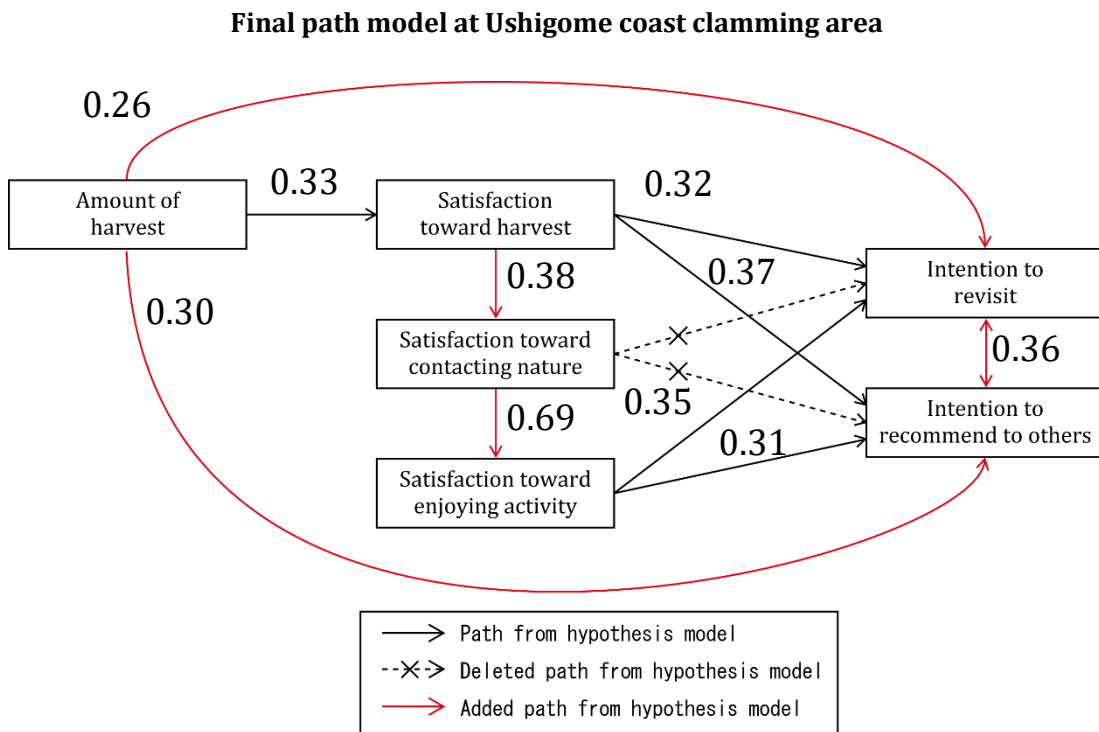 Final path model at Ushigome coast clamming area
0.26
0.33
0.32
Amount of
harvest
Satisfaction
toward harvest
0.38
0.37
Intention to
revisit
0.30
Satisfaction toward
contacting nature
0.36
0.69
0.35
Intention to
recommend to others
0.31
Satisfaction toward
enjoying activity
Path from hypothesis model
Deleted path from hypothesis model
Added path from hypothesis model